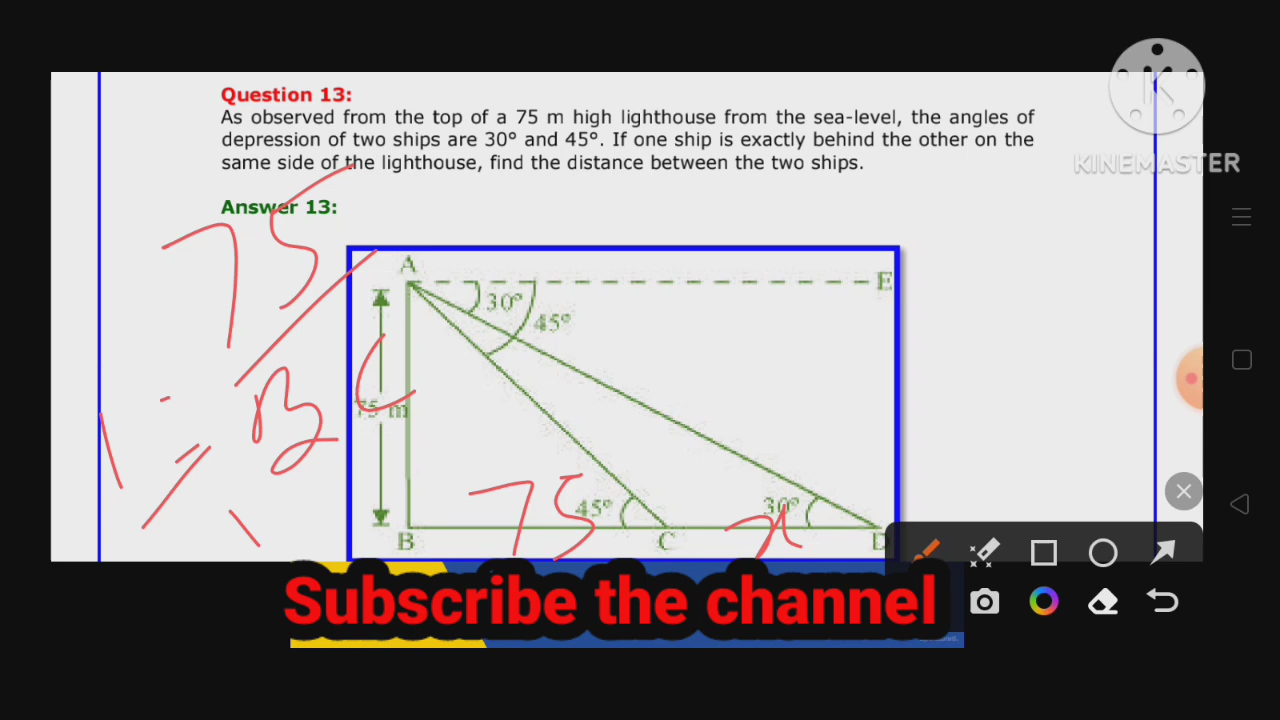 Question 13:
As observed from the top of a 75 m high lighthouse from the sea-level, the angles of
depression of two ships are 30° and 45°. If one ship is exactly behind the other on the
same side of the lighthouse, find the distance between the two ships.
Answer 13:
KINEMASTER
A
E
30°
45°
75
1 =
BC
75 m
75
45°
x
30°
B
C
D
Subscribe the channel